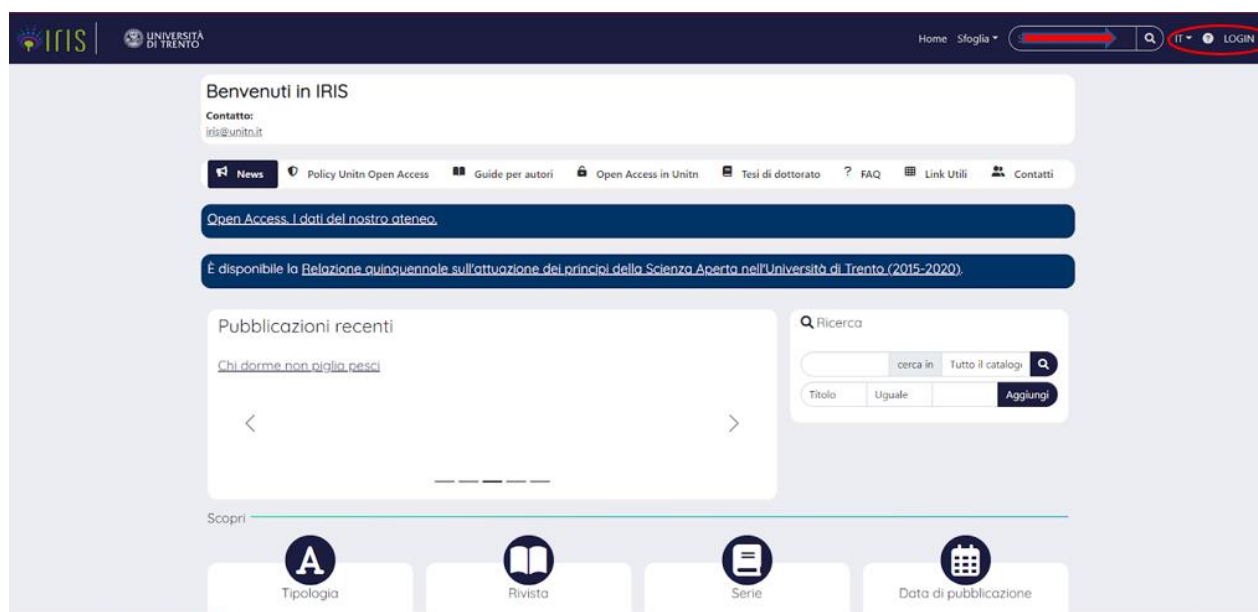 IRIS
UNIVERSITÀ
DI TRENTO
Home Sfoglia
IT ? LOGIN
Benvenuti in IRIS
Contatto:
iris@unitn.it
News Policy Unitn Open Access Guide per autori Open Access in Unitn Tesi di dottorato ? FAQ Link Utili Contatti
Open Access. I dati del nostro ateneo.
È disponibile la Relazione quinquennale sull'attuazione dei principi della Scienza Aperta nell'Università di Trento (2015-2020).
Pubblicazioni recenti
Chi dorme non piglia pesci
Ricerca
cerca in Tutto il catalog
Titolo Uguale Aggiungi
Scopri
A
Tipologia Rivista Serie Data di pubblicazione